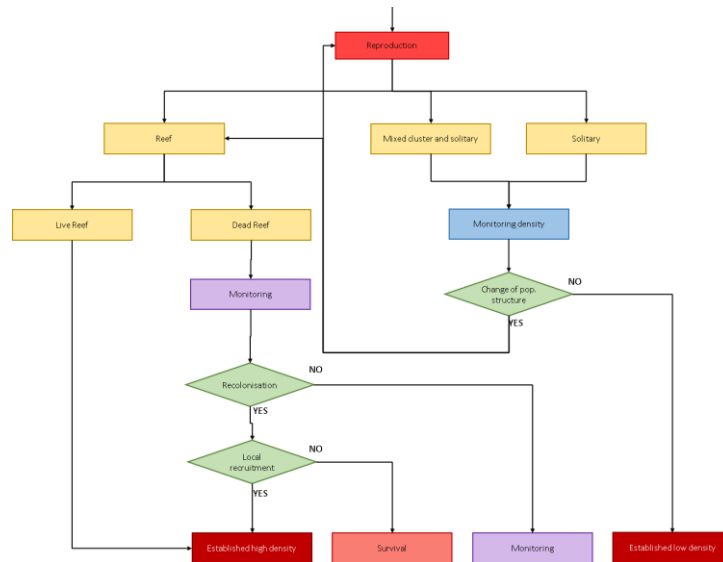 Reproduction
Reef
Mixed cluster and solitary
Solitary
Live Reef
Dead Reef
Monitoring density
Change of pop.
structure
NO
YES
Monitoring
Recolonisation
NO
YES
Local
recruitment
NO
YES
Established high density
Survival
Monitoring
Established low density